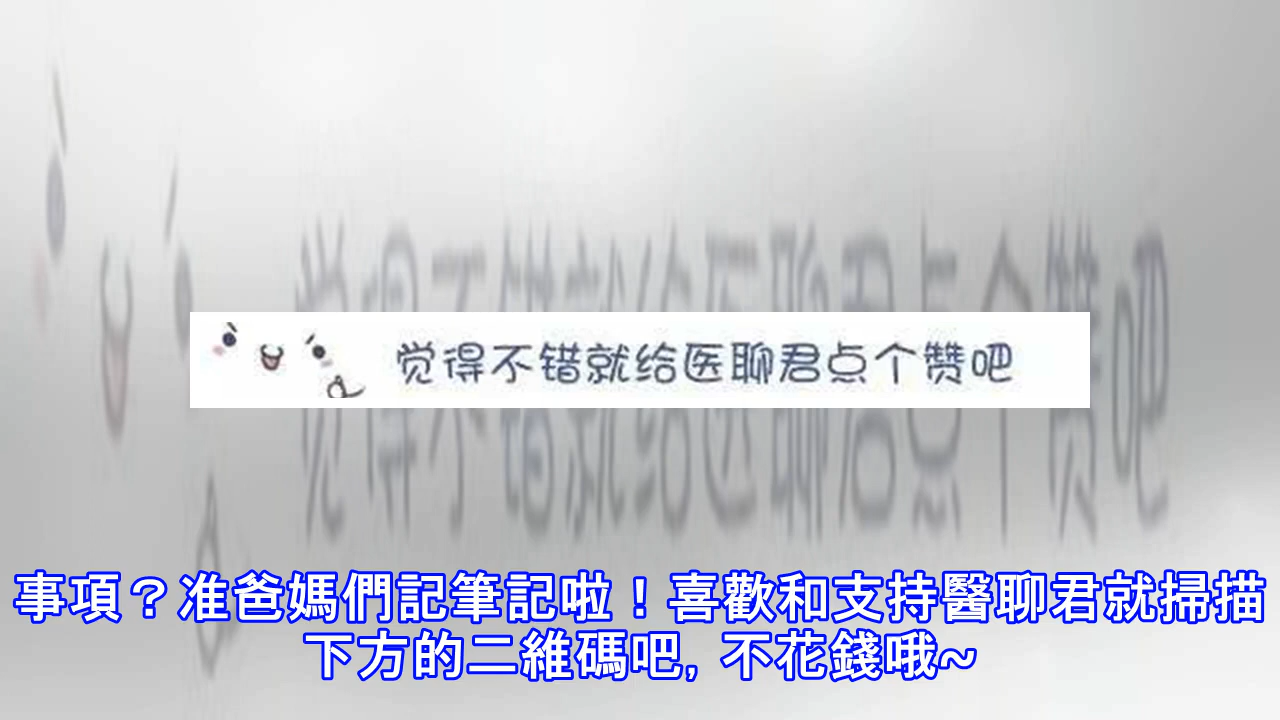 觉得不错就给医聊君点个赞吧
事項？准爸媽們記筆記啦！喜歡和支持醫聊君就掃描
下方的二維碼吧，不花錢哦~